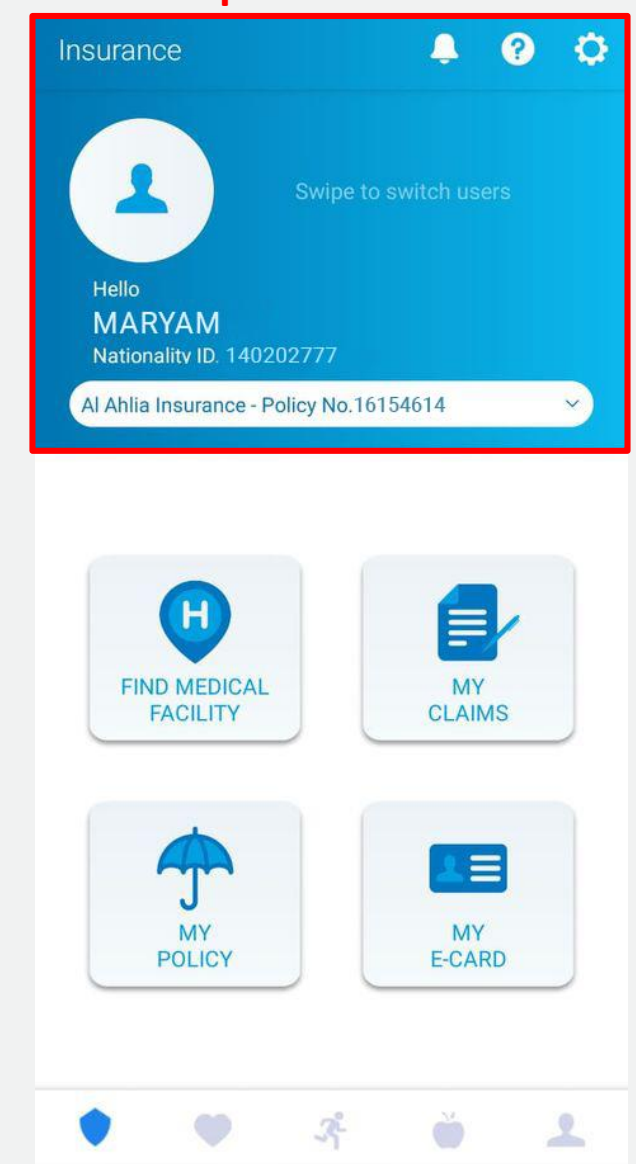 Insurance
Swipe to switch users
Hello
MARYAM
Nationality ID. 140202777
Al Ahlia Insurance - Policy No.16154614
FIND MEDICAL
FACILITY
MY
CLAIMS
MY
POLICY
MY
E-CARD